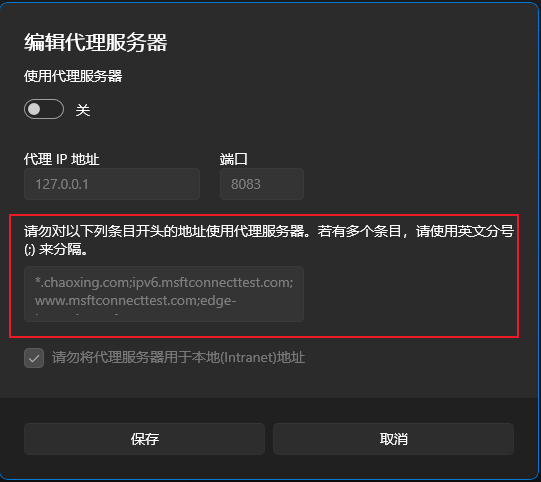 编辑代理服务器
使用代理服务器
关
代理 IP 地址 端口
127.0.0.1 8083
请勿对以下列条目开头的地址使用代理服务器。若有多个条目，请使用英文分号
(;) 来分隔。
*.chaoxing.com;ipv6.msftconnecttest.com;
www.msftconnecttest.com;edge-
请勿将代理服务器用于本地(Intranet)地址
保存 取消